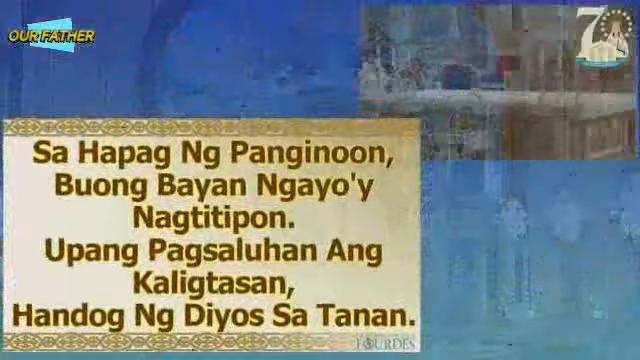 OUR FATHER
70
Sa Hapag Ng Panginoon,
Buong Bayan Ngayo'y
Nagtitipon.
Upang Pagsaluhan Ang
Kaligtasan,
Handog Ng Diyos Sa Tanan.
LOURDES